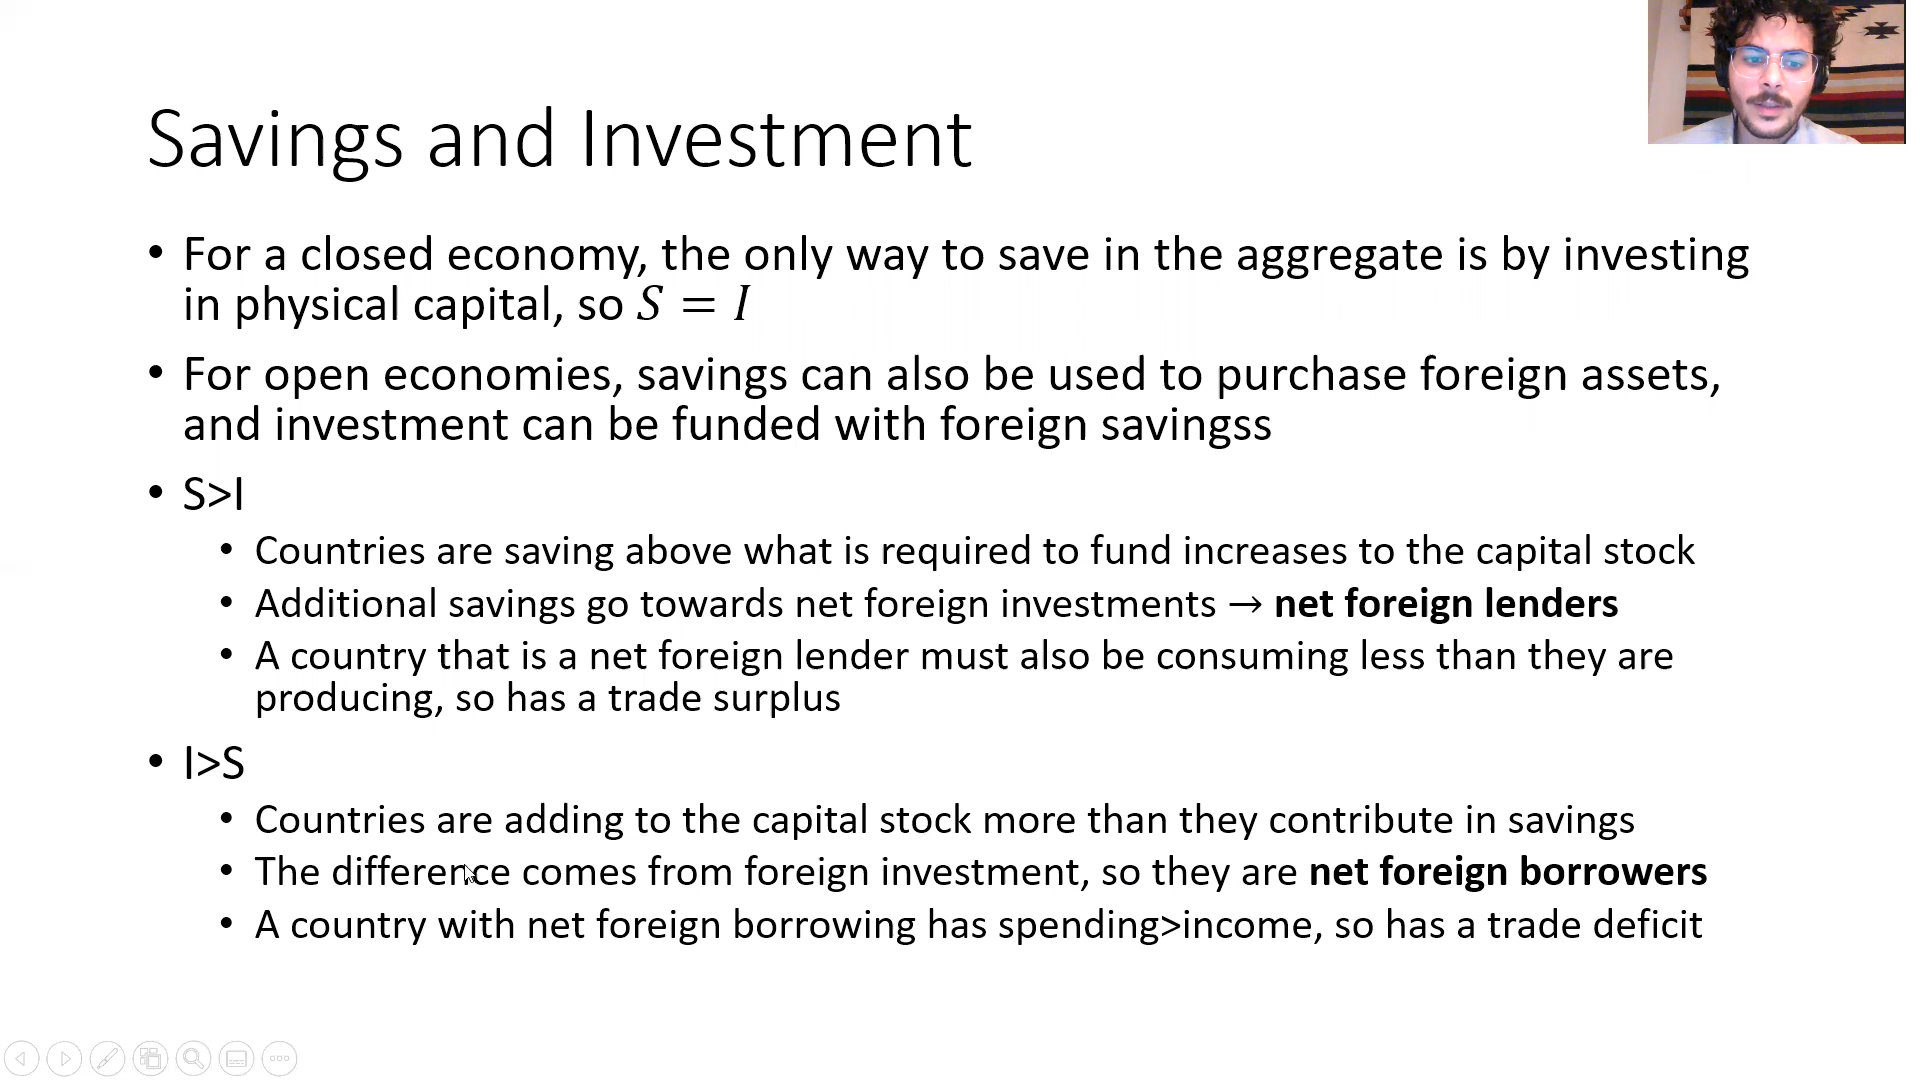 Savings and Investment
• For a closed economy, the only way to save in the aggregate is by investing
in physical capital, so S = I
• For open economies, savings can also be used to purchase foreign assets,
and investment can be funded with foreign savingss
• S>I
• Countries are saving above what is required to fund increases to the capital stock
• Additional savings go towards net foreign investments → net foreign lenders
• A country that is a net foreign lender must also be consuming less than they are
producing, so has a trade surplus
• I>S
• Countries are adding to the capital stock more than they contribute in savings
• The difference comes from foreign investment, so they are net foreign borrowers
• A country with net foreign borrowing has spending>income, so has a trade deficit